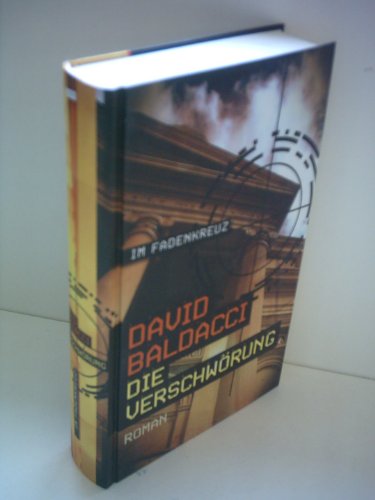 IM FADENKREUZ
DAVID
BALDACCI
DIE
VERSCHWÖRUNG
ROMAN